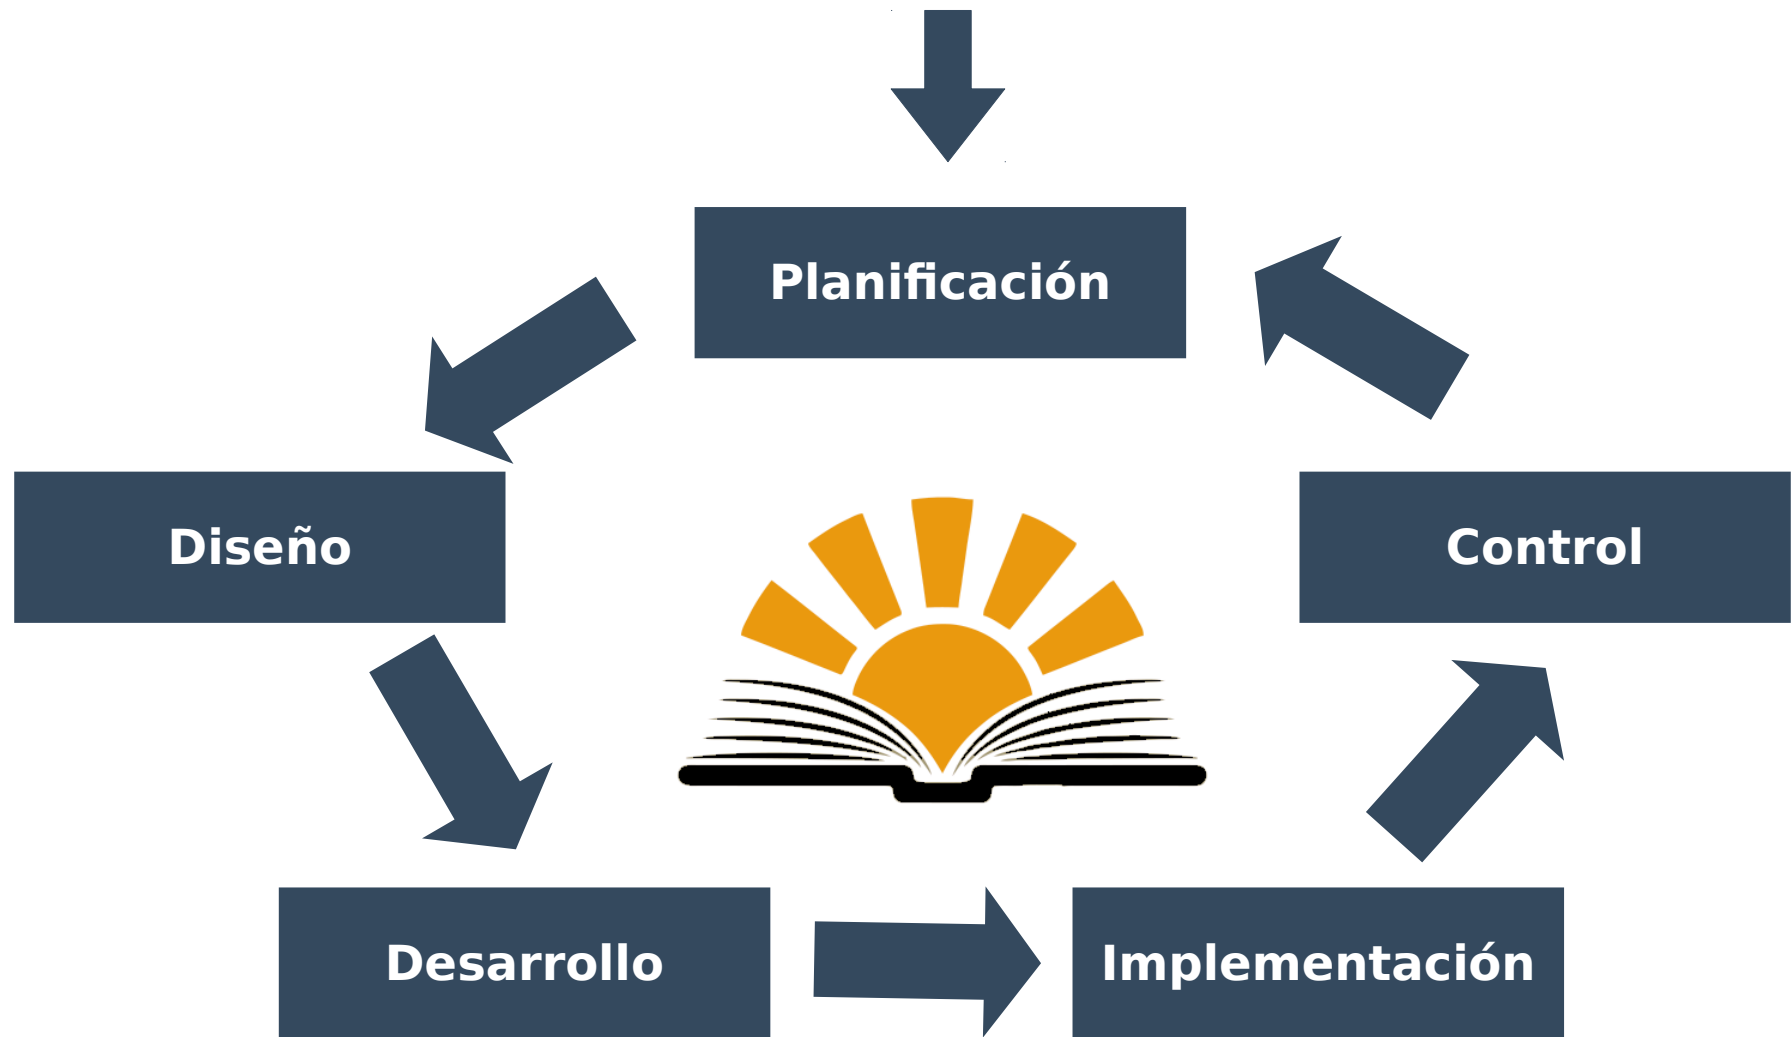 Planificación
Diseño
Control
Desarrollo
Implementación